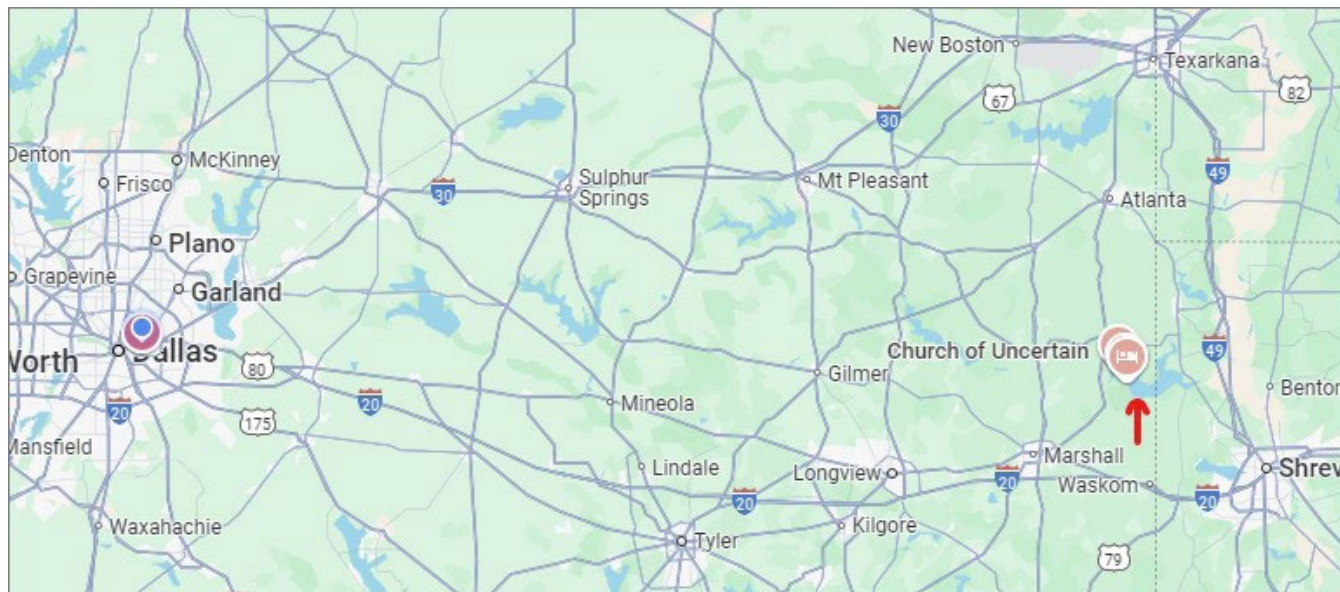 New Boston
Texarkana
67
82
30
Denton
McKinney
Frisco
30
Sulphur
Springs
Mt Pleasant
49
Atlanta
Plano
Grapevine
Garland
Worth
Dallas
80
20
Church of Uncertain
49
Gilmer
Benton
20
175
Mineola
Mansfield
Lindale
Longview
Marshall
20
Waskom
20
Shrev
20
Waxahachie
Kilgore
Tyler
79